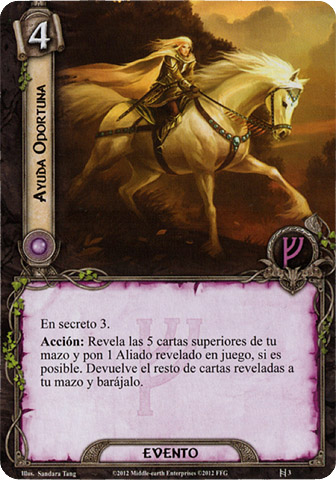 4
Ayuda Oportuna
En secreto 3.
Acción: Revela las 5 cartas superiores de tu
mazo y pon 1 Aliado revelado en juego, si es
posible. Devuelve el resto de cartas reveladas a
tu mazo y barájalo.
EVENTO
Illus. Sandara Tang
©2012 Middle-earth Enterprises ©2012 FFG
3